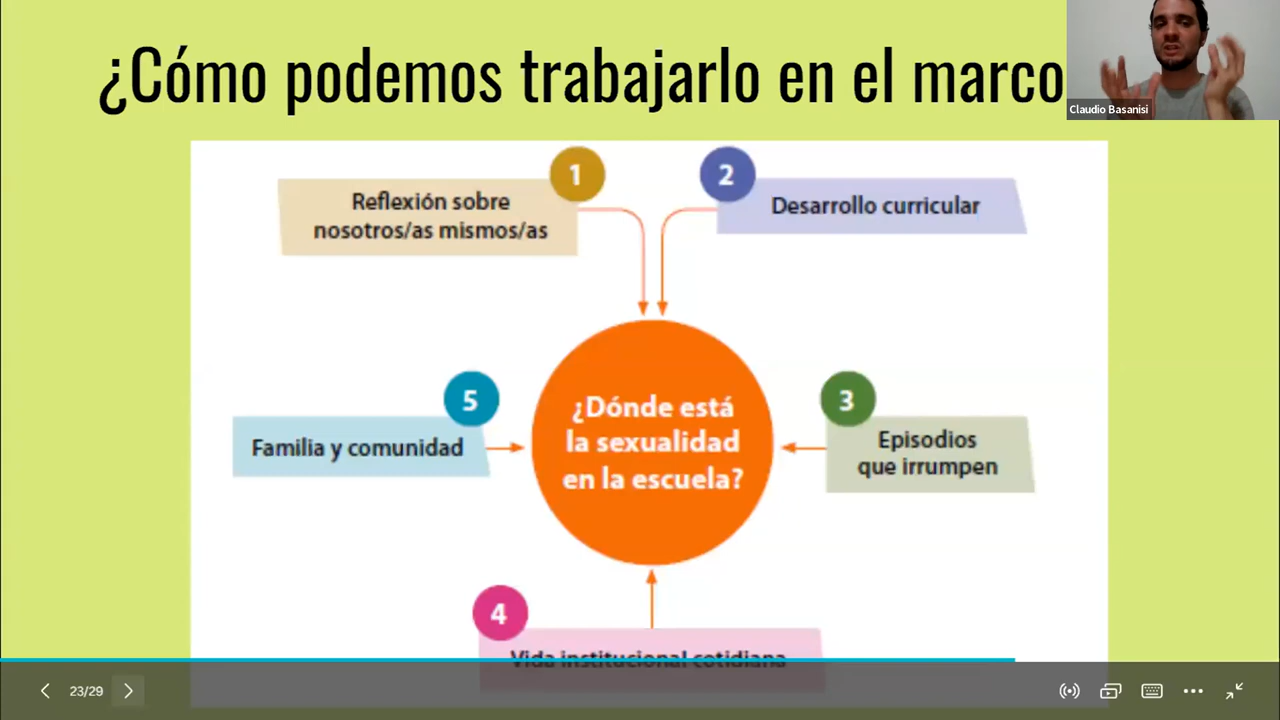 ¿Cómo podemos trabajarlo en el marco
Claudio Basanisi
1
Reflexión sobre
nosotros/as mismos/as
2
Desarrollo curricular
5
Familia y comunidad
¿Dónde está
la sexualidad
en la escuela?
3
Episodios
que irrumpen
4
Vida institucional cotidiana
23/29